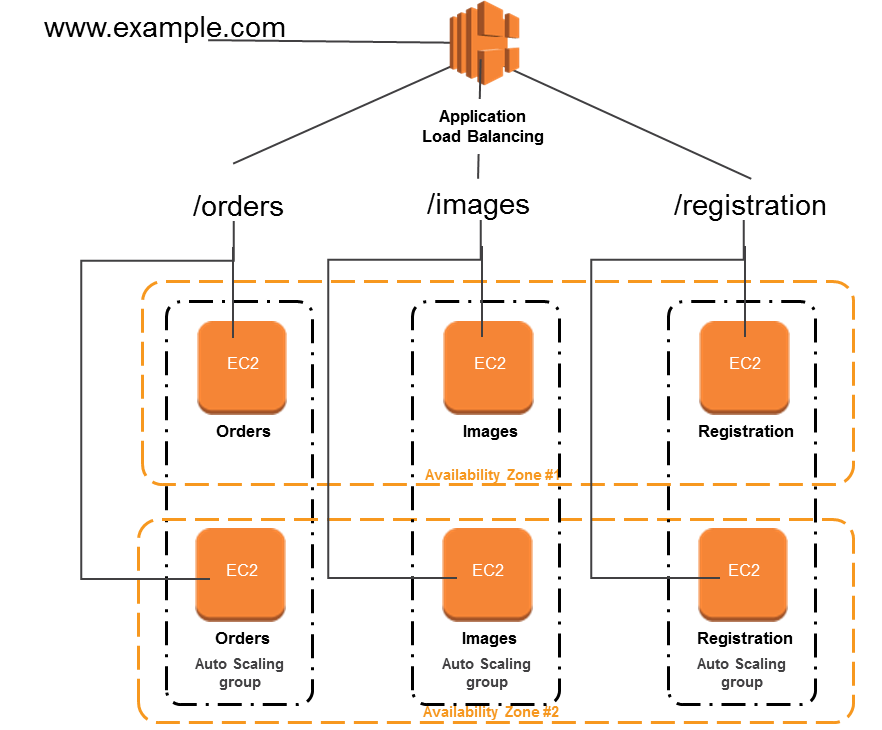 www.example.com
Application
Load Balancing
/orders
/images
/registration
EC2
EC2
EC2
Orders
Images
Registration
Availability Zone #1
EC2
EC2
EC2
Orders
Images
Registration
Auto Scaling
group
Auto Scaling
group
Auto Scaling
group
Availability Zone #2